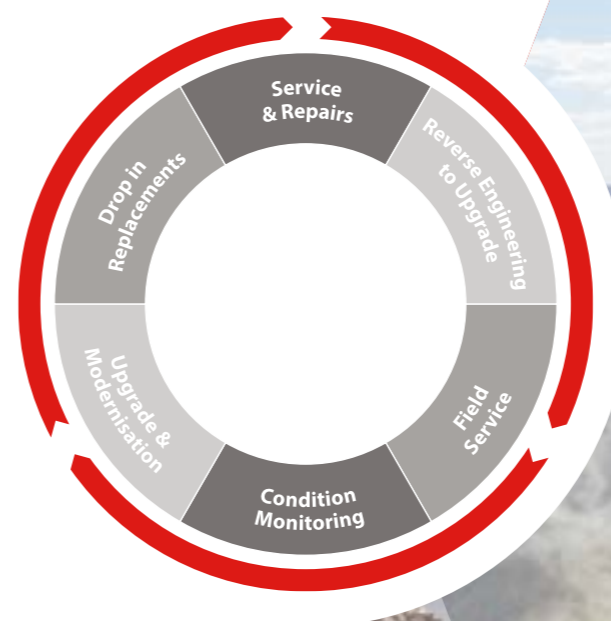 Service
& Repairs
Reverse Engineering
to Upgrade
Field
Service
Condition
Monitoring
Upgrade &
Modernisation
Drop in
Replacements